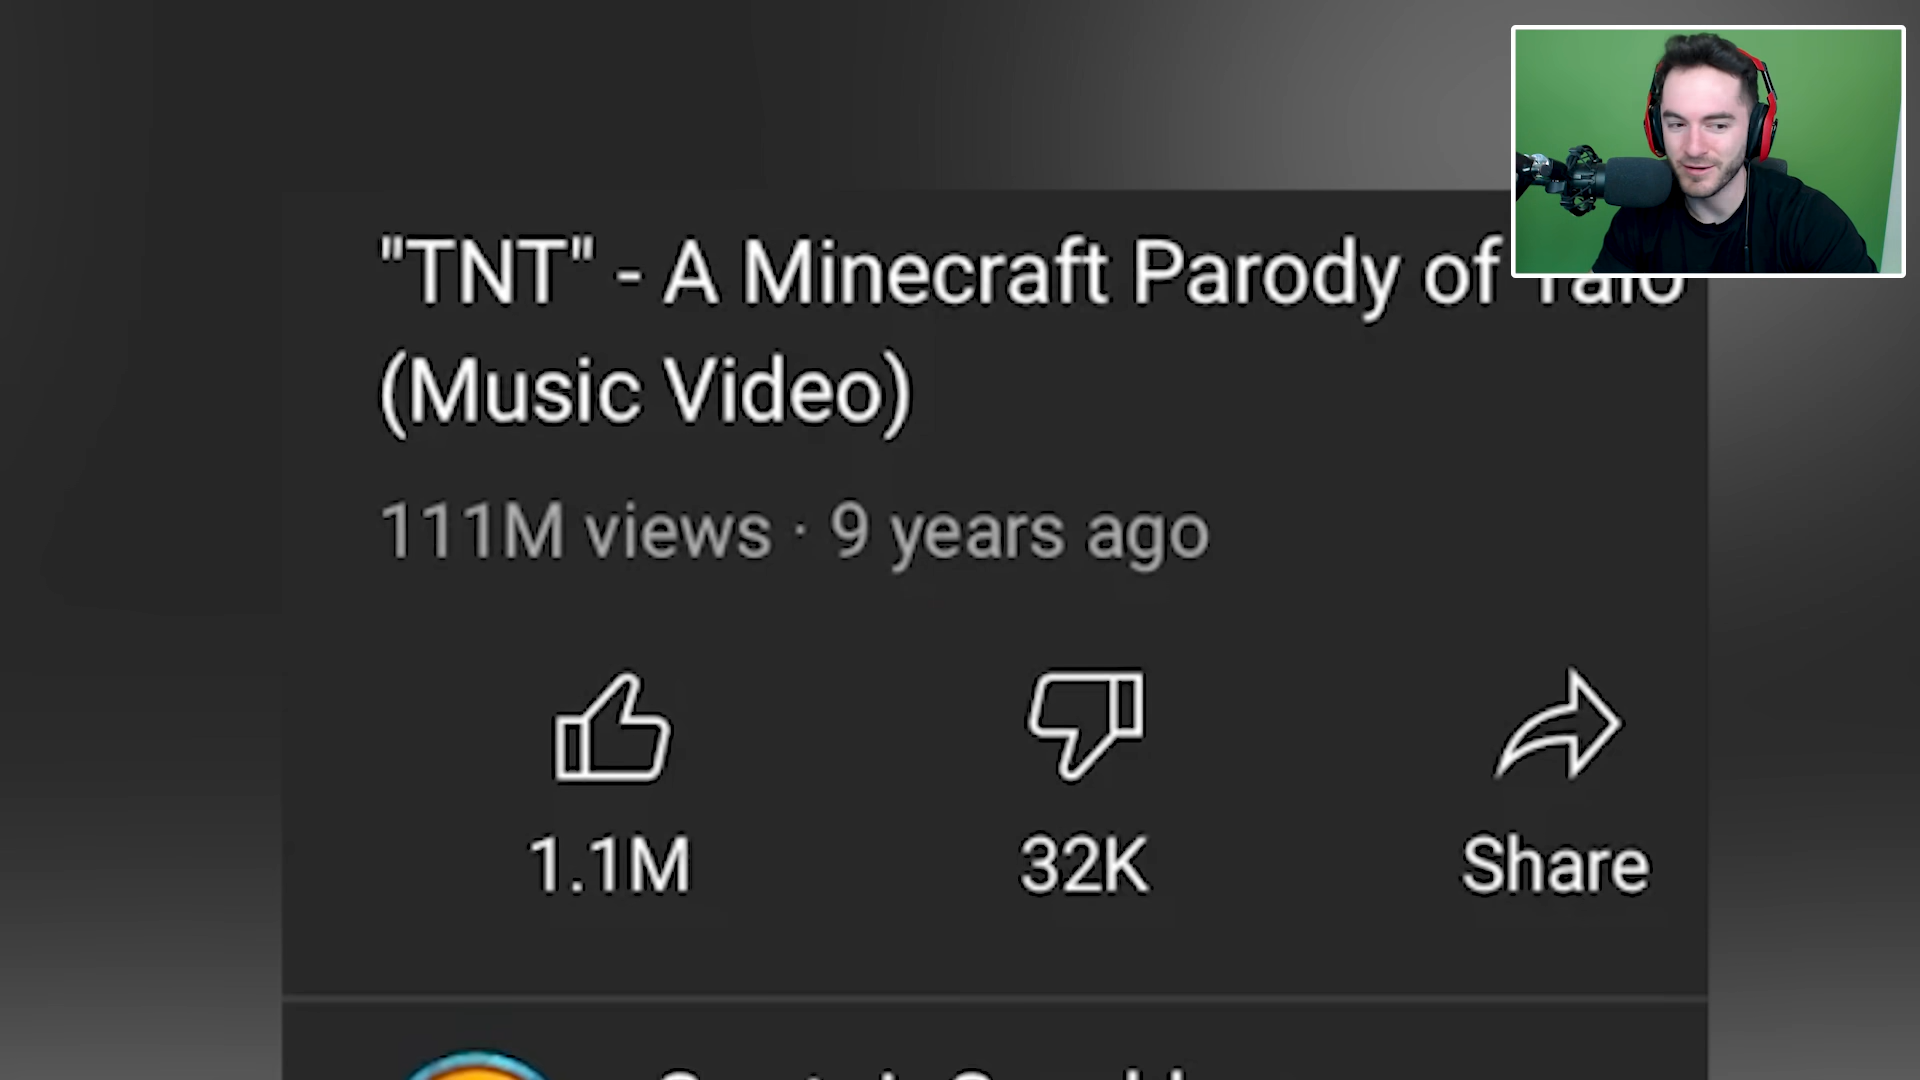 "TNT" - A Minecraft Parody of
(Music Video)
111M views · 9 years ago
1.1M
32K
Share